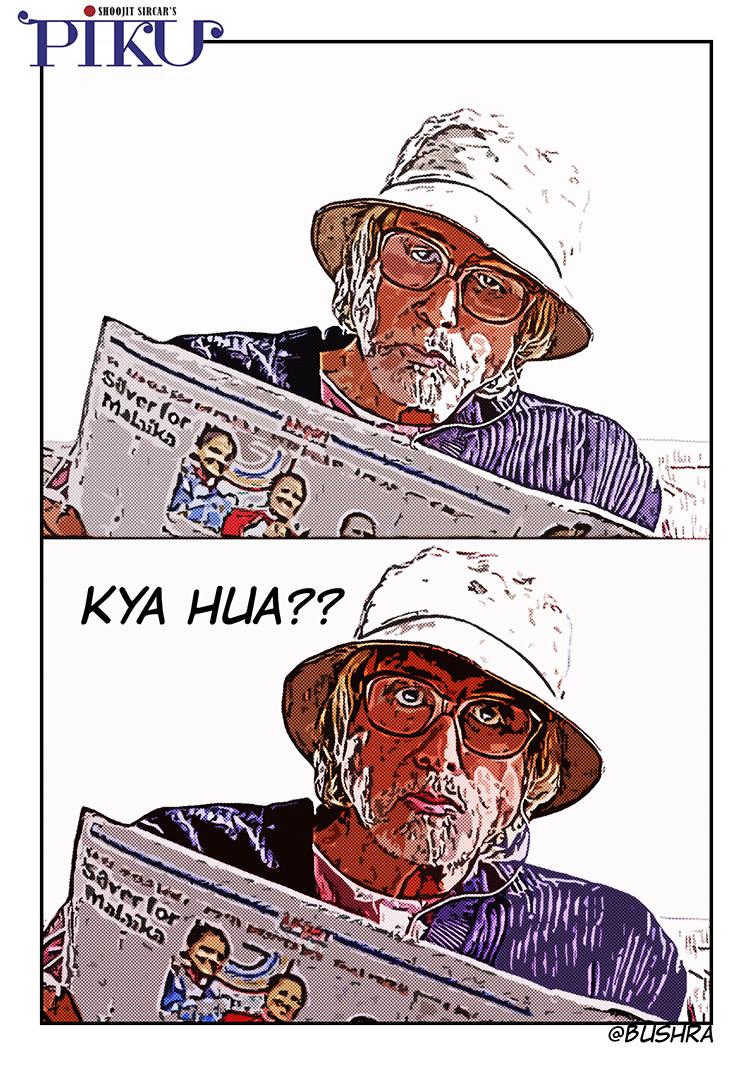 SHOOJIT SIRCAR'S
PIKU
Silver for
Malaika
KYA HUA??
Silver for
Malaika
@BUSHRA